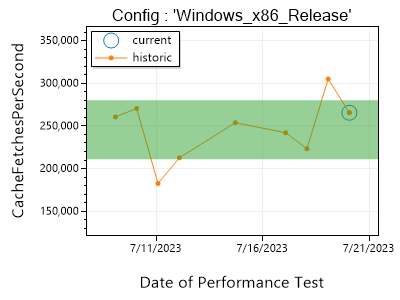 Config : 'Windows_x86_Release'
current
historic
CacheFetchesPerSecond
350,000
300,000
250,000
200,000
150,000
7/11/2023
7/16/2023
7/21/2023
Date of Performance Test